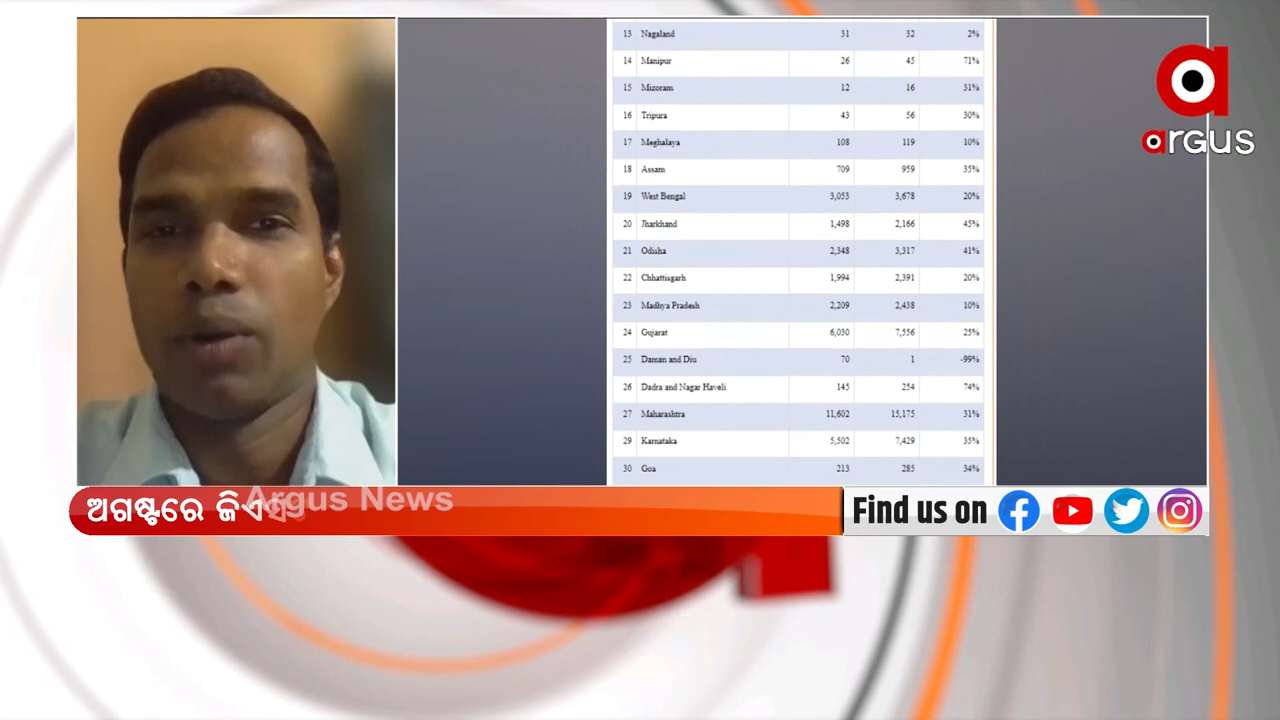 13 Nagaland 31 32 2%
14 Manipur 26 45 71%
15 Mizoram 12 16 31%
16 Tripura 43 56 30%
17 Meghalaya 108 119 10%
18 Assam 709 959 35%
19 West Bengal 3,053 3,678 20%
20 Jharkhand 1,498 2,166 45%
21 Odisha 2,348 3,317 41%
22 Chhattisgarh 1,994 2,391 20%
23 Madhya Pradesh 2,209 2,438 10%
24 Gujarat 6,030 7,556 25%
25 Daman and Diu 70 1 -99%
26 Dadra and Nagar Haveli 145 254 74%
27 Maharashtra 11,602 15,175 31%
29 Karnataka 5,502 7,429 35%
30 Goa 213 285 34%
argus
ଅଗଷ୍ଟରେ
Argus News
Find us on